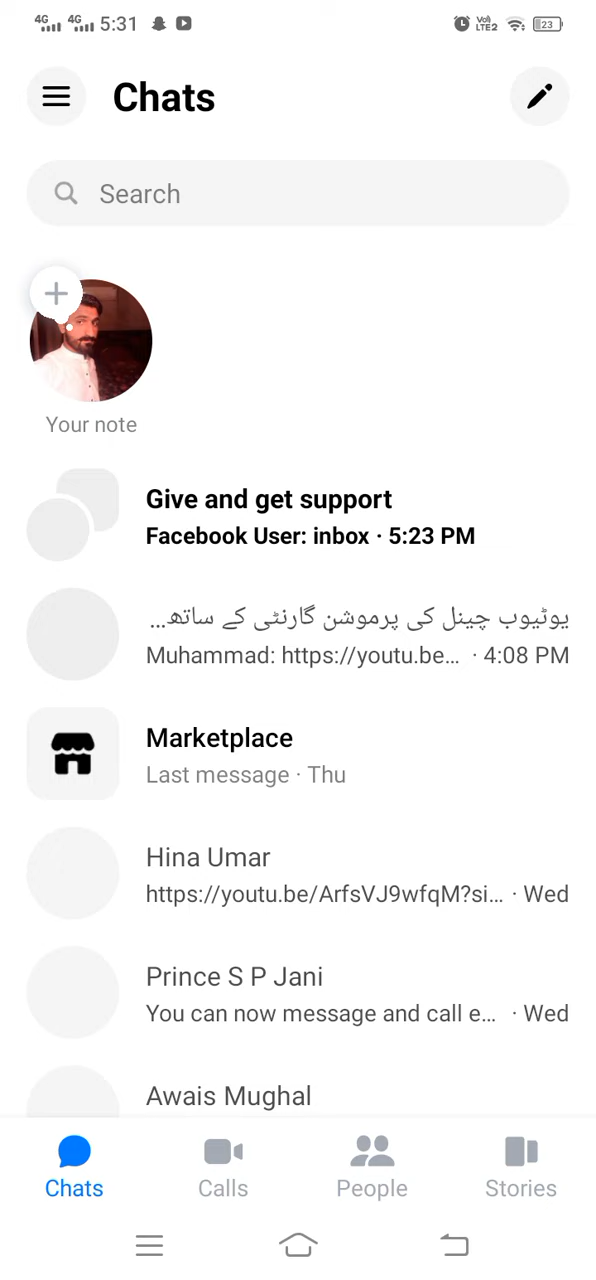 4G 4G 5:31 Vo) LTE2 23
Chats
Search
Your note
Give and get support
Facebook User: inbox · 5:23 PM
یوٹیوب چینل کی پرموشن گارنٹی کے ساتھ...
Muhammad: https://youtu.be... · 4:08 PM
Marketplace
Last message · Thu
Hina Umar
https://youtu.be/ArfsVJ9wfqM?si... · Wed
Prince S P Jani
You can now message and call e... · Wed
Awais Mughal
Chats Calls People Stories